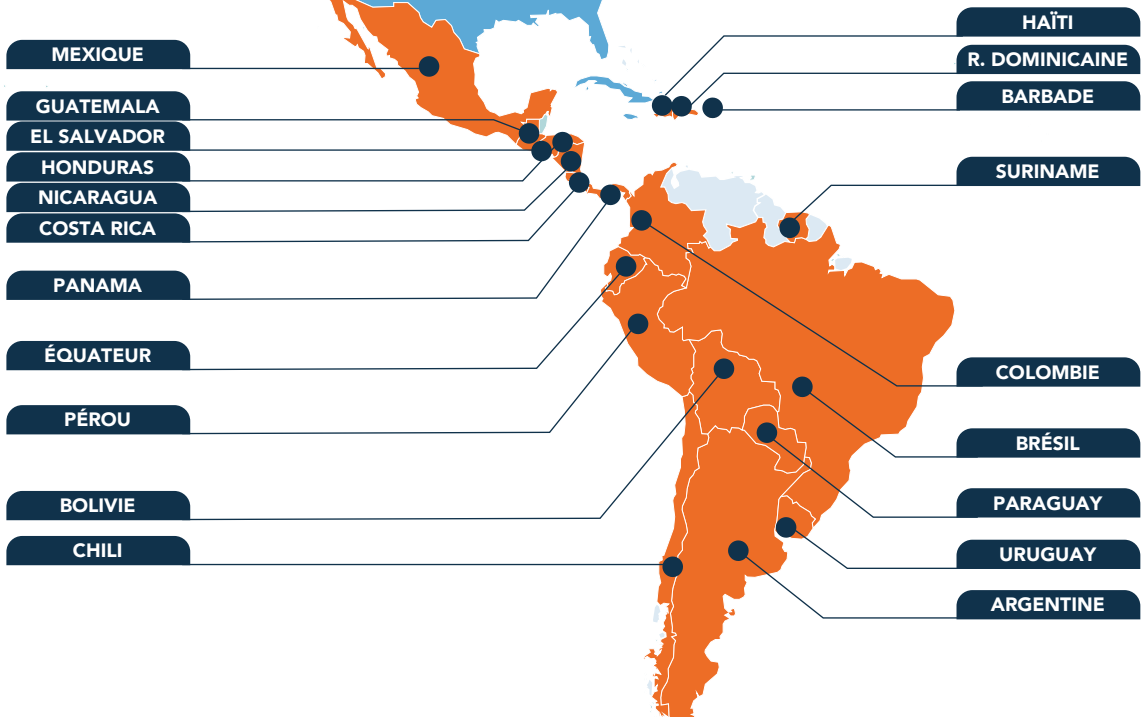 MEXIQUE
GUATEMALA
EL SALVADOR
HONDURAS
NICARAGUA
COSTA RICA
PANAMA
ÉQUATEUR
PÉROU
BOLIVIE
CHILI
HAÏTI
R. DOMINICAINE
BARBADE
SURINAME
COLOMBIE
BRÉSIL
PARAGUAY
URUGUAY
ARGENTINE